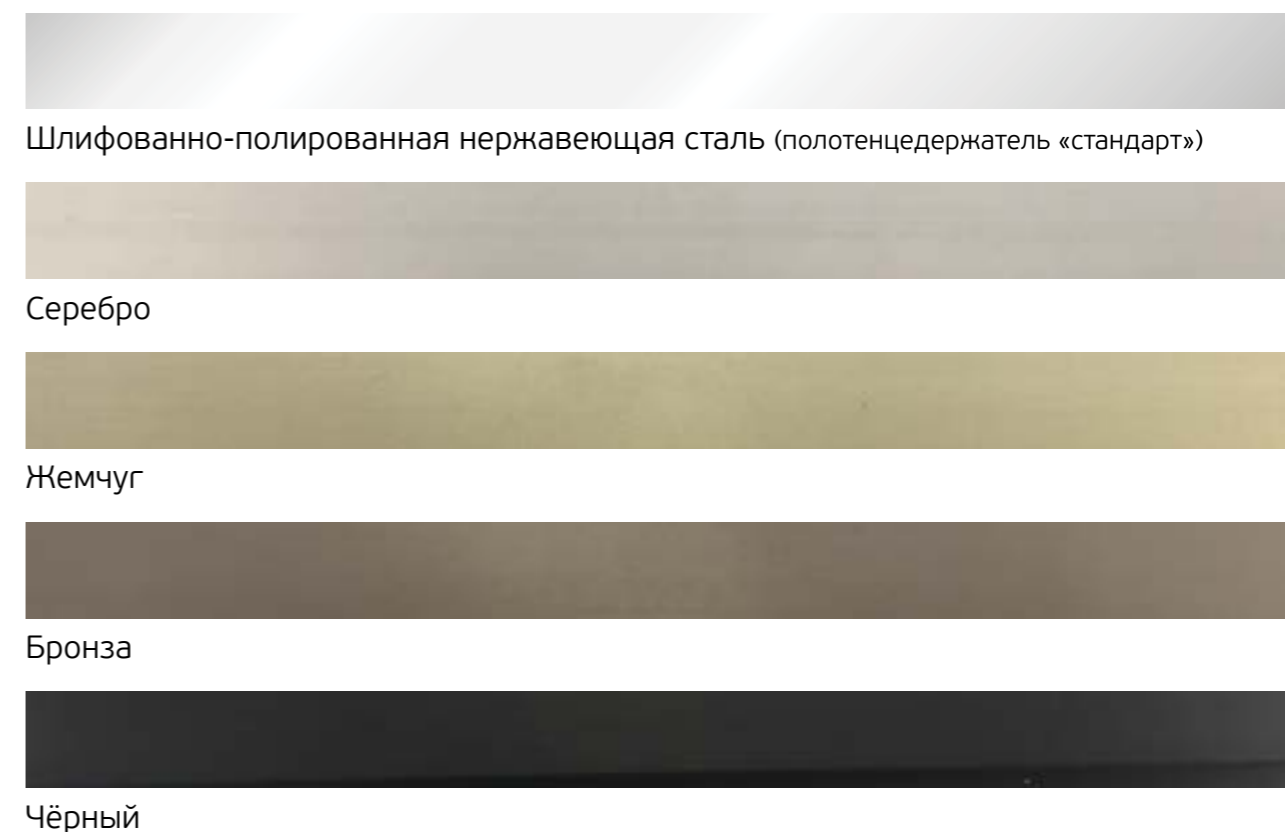 Шлифованно-полированная нержавеющая сталь (полотенцедержатель «стандарт»)
Серебро
Жемчуг
Бронза
Чёрный